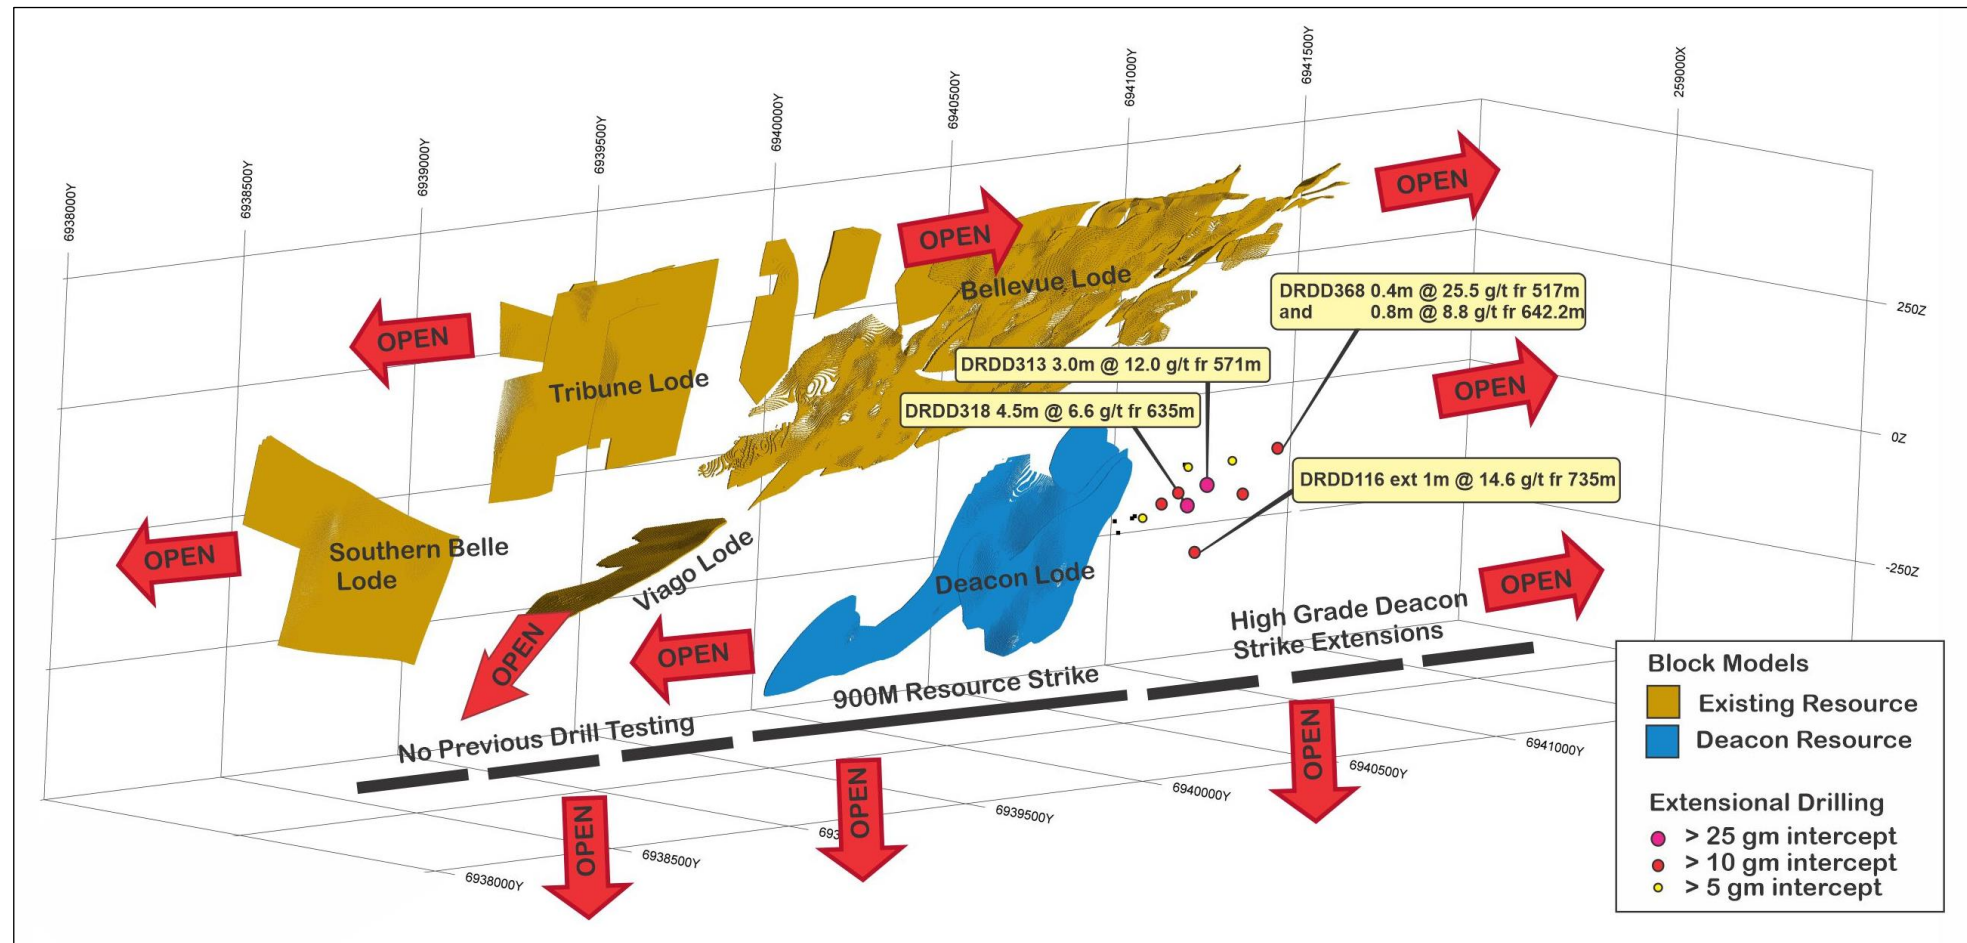 6938000Y
6938500Y
6939000Y
6939500Y
6940000Y
6940500Y
6941000Y
6941500Y
259000X
OPEN
OPEN
Bellevue Lode
DRDD368 0.4m @ 25.5 g/t fr 517m
and 0.8m @ 8.8 g/t fr 642.2m
250Z
OPEN
DRDD313 3.0m @ 12.0 g/t fr 571m
Tribune Lode
OPEN
DRDD318 4.5m @ 6.6 g/t fr 635m
0Z
DRDD116 ext 1m @ 14.6 g/t fr 735m
OPEN
Southern Belle
Lode
Viago Lode
Deacon Lode
OPEN
-250Z
High Grade Deacon
Strike Extensions
OPEN
OPEN
900M Resource Strike
No Previous Drill Testing
OPEN
OPEN
OPEN
6941000Y
6940500Y
6940000Y
6939500Y
6938500Y
6938000Y
Block Models
Existing Resource
Deacon Resource
Extensional Drilling
> 25 gm intercept
> 10 gm intercept
> 5 gm intercept